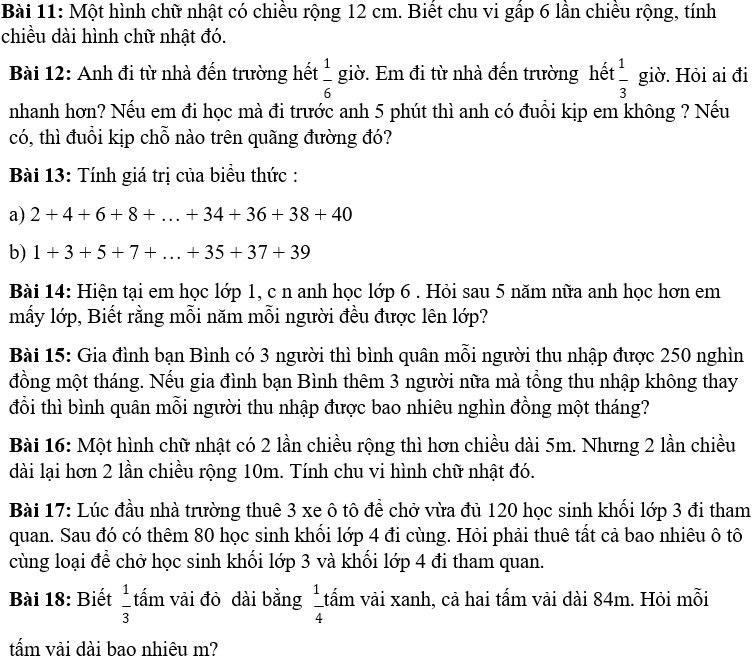 Bài 11: Một hình chữ nhật có chiều rộng 12 cm. Biết chu vi gấp 6 lần chiều rộng, tính
chiều dài hình chữ nhật đó.
Bài 12: Anh đi từ nhà đến trường hết 1/6 giờ. Em đi từ nhà đến trường hết 1/3 giờ. Hỏi ai đi
nhanh hơn? Nếu em đi học mà đi trước anh 5 phút thì anh có đuổi kịp em không ? Nếu
có, thì đuổi kịp chỗ nào trên quãng đường đó?
Bài 13: Tính giá trị của biểu thức :
a) 2 + 4 + 6 + 8 + … + 34 + 36 + 38 + 40
b) 1 + 3 + 5 + 7 + … + 35 + 37 + 39
Bài 14: Hiện tại em học lớp 1, c n anh học lớp 6 . Hỏi sau 5 năm nữa anh học hơn em
mấy lớp, Biết rằng mỗi năm mỗi người đều được lên lớp?
Bài 15: Gia đình bạn Bình có 3 người thì bình quân mỗi người thu nhập được 250 nghìn
đồng một tháng. Nếu gia đình bạn Bình thêm 3 người nữa mà tổng thu nhập không thay
đổi thì bình quân mỗi người thu nhập được bao nhiêu nghìn đồng một tháng?
Bài 16: Một hình chữ nhật có 2 lần chiều rộng thì hơn chiều dài 5m. Nhưng 2 lần chiều
dài lại hơn 2 lần chiều rộng 10m. Tính chu vi hình chữ nhật đó.
Bài 17: Lúc đầu nhà trường thuê 3 xe ô tô để chở vừa đủ 120 học sinh khối lớp 3 đi tham
quan. Sau đó có thêm 80 học sinh khối lớp 4 đi cùng. Hỏi phải thuê tất cả bao nhiêu ô tô
cùng loại để chở học sinh khối lớp 3 và khối lớp 4 đi tham quan.
Bài 18: Biết 1/3 tấm vải đỏ dài bằng 1/4 tấm vải xanh, cả hai tấm vải dài 84m. Hỏi mỗi
tấm vải dài bao nhiêu m?